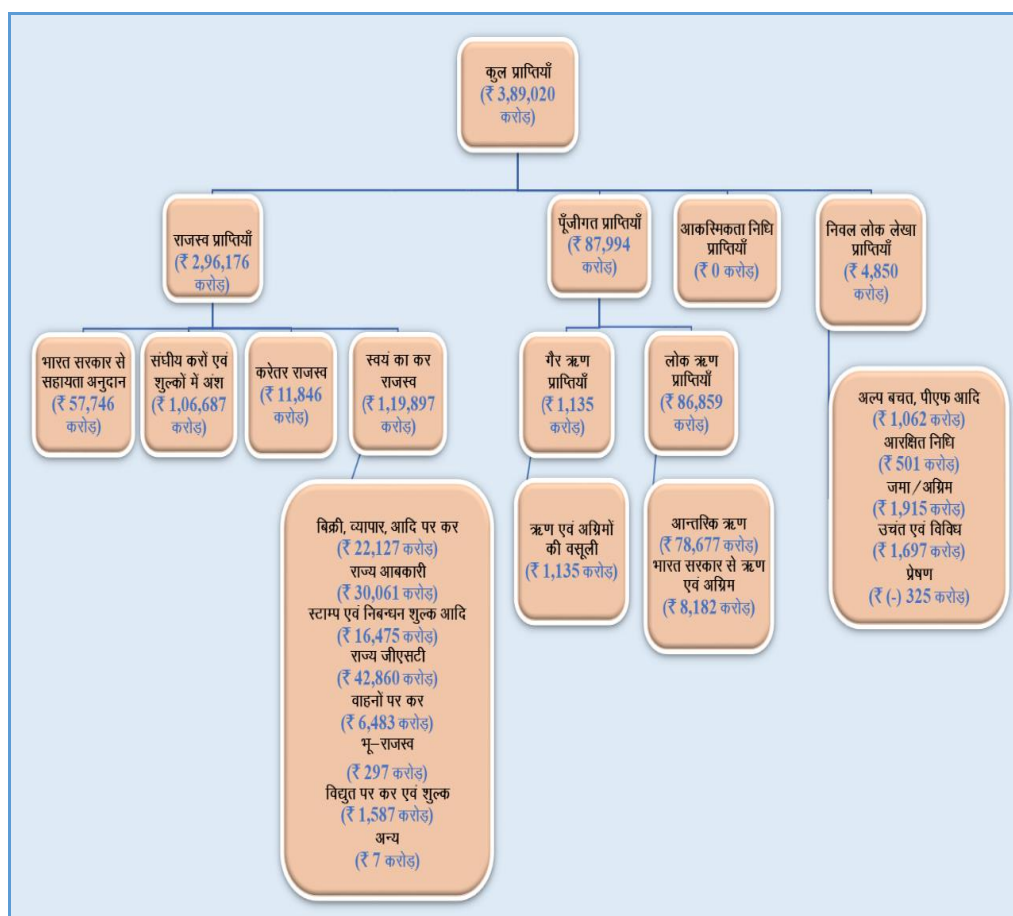 कुल प्राप्तियाँ
(₹ 3,89,020
करोड़)
राजस्व प्राप्तियाँ
(₹ 2,96,176
करोड़)
पूँजीगत प्राप्तियाँ
(₹ 87,994
करोड़)
आकस्मिकता निधि
प्राप्तियाँ
(₹ 0 करोड़)
निवल लोक लेखा
प्राप्तियाँ
(₹ 4,850
करोड़)
भारत सरकार से
सहायता अनुदान
(₹ 57,746
करोड़)
संघीय करों एवं
शुल्कों में अंश
(₹ 1,06,687
करोड़)
करेतर राजस्व
(₹ 11,846
करोड़)
स्वयं का कर
राजस्व
(₹ 1,19,897
करोड़)
गैर ऋण
प्राप्तियाँ
(₹ 1,135
करोड़)
लोक ऋण
प्राप्तियाँ
(₹ 86,859
करोड़)
बिक्री, व्यापार, आदि पर कर
(₹ 22,127 करोड़)
राज्य आबकारी
(₹ 30,061 करोड़)
स्टाम्प एवं निबन्धन शुल्क आदि
(₹ 16,475 करोड़)
राज्य जीएसटी
(₹ 42,860 करोड़)
वाहनों पर कर
(₹ 6,483 करोड़)
भू–राजस्व
(₹ 297 करोड़)
विद्युत पर कर एवं शुल्क
(₹ 1,587 करोड़)
अन्य
(₹ 7 करोड़)
ऋण एवं अग्रिमों
की वसूली
(₹ 1,135 करोड़)
आन्तरिक ऋण
(₹ 78,677 करोड़)
भारत सरकार से ऋण
एवं अग्रिम
(₹ 8,182 करोड़)
अल्प बचत, पीएफ आदि
(₹ 1,062 करोड़)
आरक्षित निधि
(₹ 501 करोड़)
जमा/अग्रिम
(₹ 1,915 करोड़)
उचंत एवं विविध
(₹ 1,697 करोड़)
प्रेषण
(₹ (-) 325 करोड़)